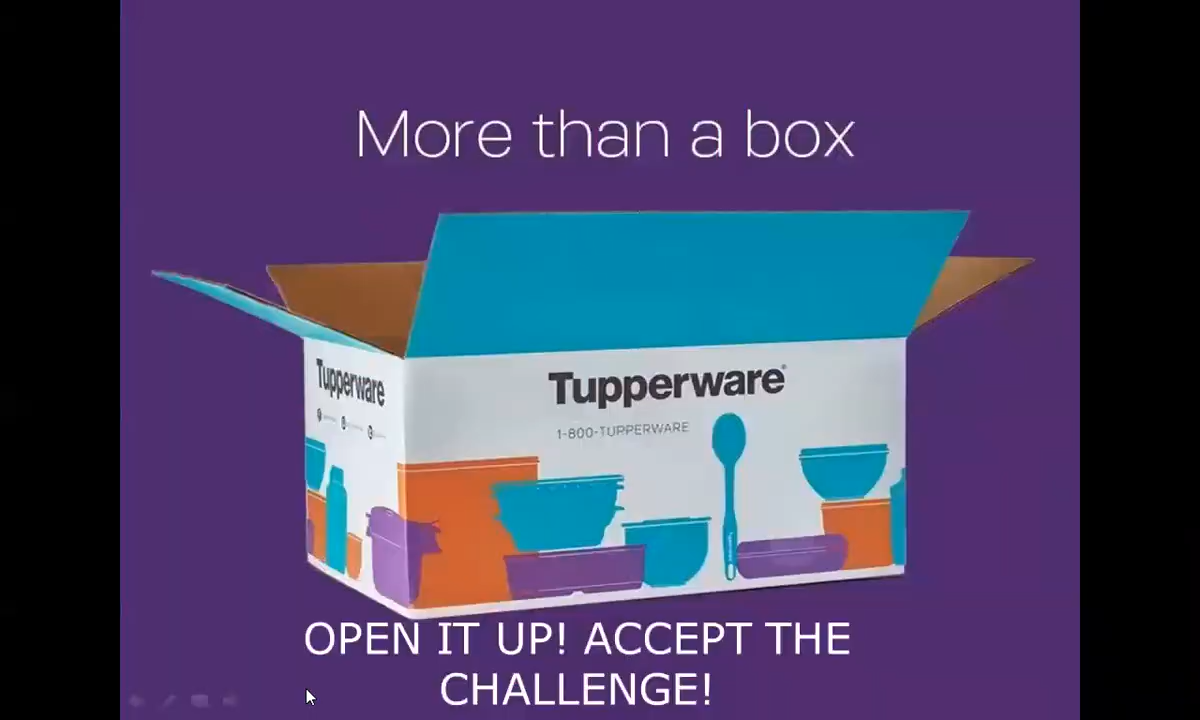 More than a box
Tupperware
Tupperware®
1-800-TUPPERWARE
OPEN IT UP! ACCEPT THE
CHALLENGE!